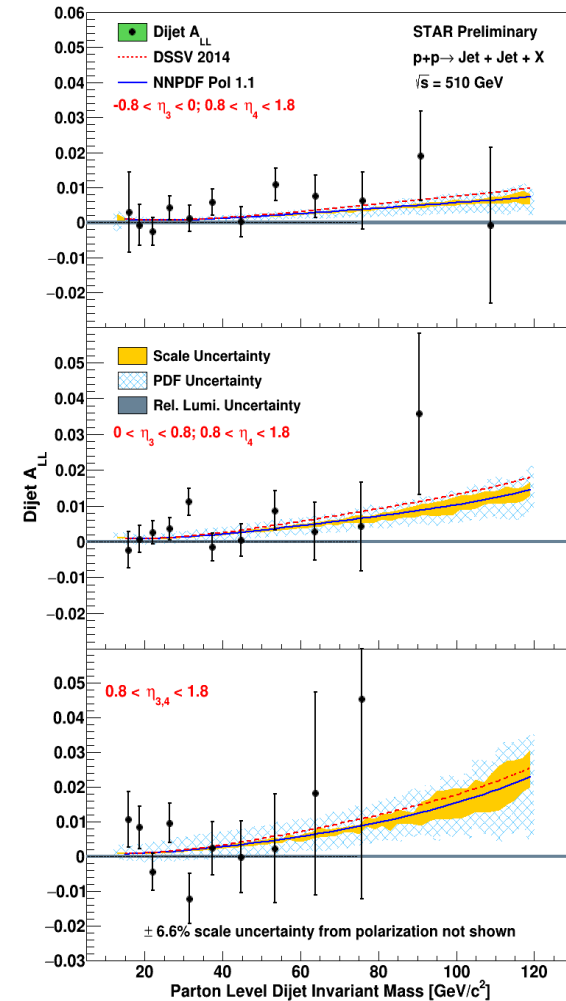 0.06
Dijet A_LL
STAR Preliminary
0.05
DSSV 2014
p+p→ Jet + Jet + X
0.04
NNPDF Pol 1.1
√s = 510 GeV
-0.8 < η_3 < 0; 0.8 < η_4 < 1.8
0.03
0.02
0.01
0
−0.01
−0.02
0.05
Scale Uncertainty
PDF Uncertainty
0.04
Rel. Lumi. Uncertainty
0.03
0 < η_3 < 0.8; 0.8 < η_4 < 1.8
0.02
0.01
0
−0.01
−0.02
Dijet A_LL
0.05
0.8 < η_3,4 < 1.8
0.04
0.03
0.02
0.01
0
−0.01
−0.02
± 6.6% scale uncertainty from polarization not shown
−0.03
20 40 60 80 100 120
Parton Level Dijet Invariant Mass [GeV/c²]